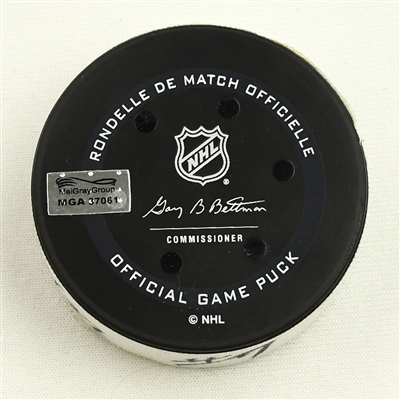 RONDELLE DE MATCH OFFICIELLE
NHL
MeiGrayGroup
MGA 37061
Gary B Bettman
COMMISSIONER
OFFICIAL GAME PUCK
© NHL